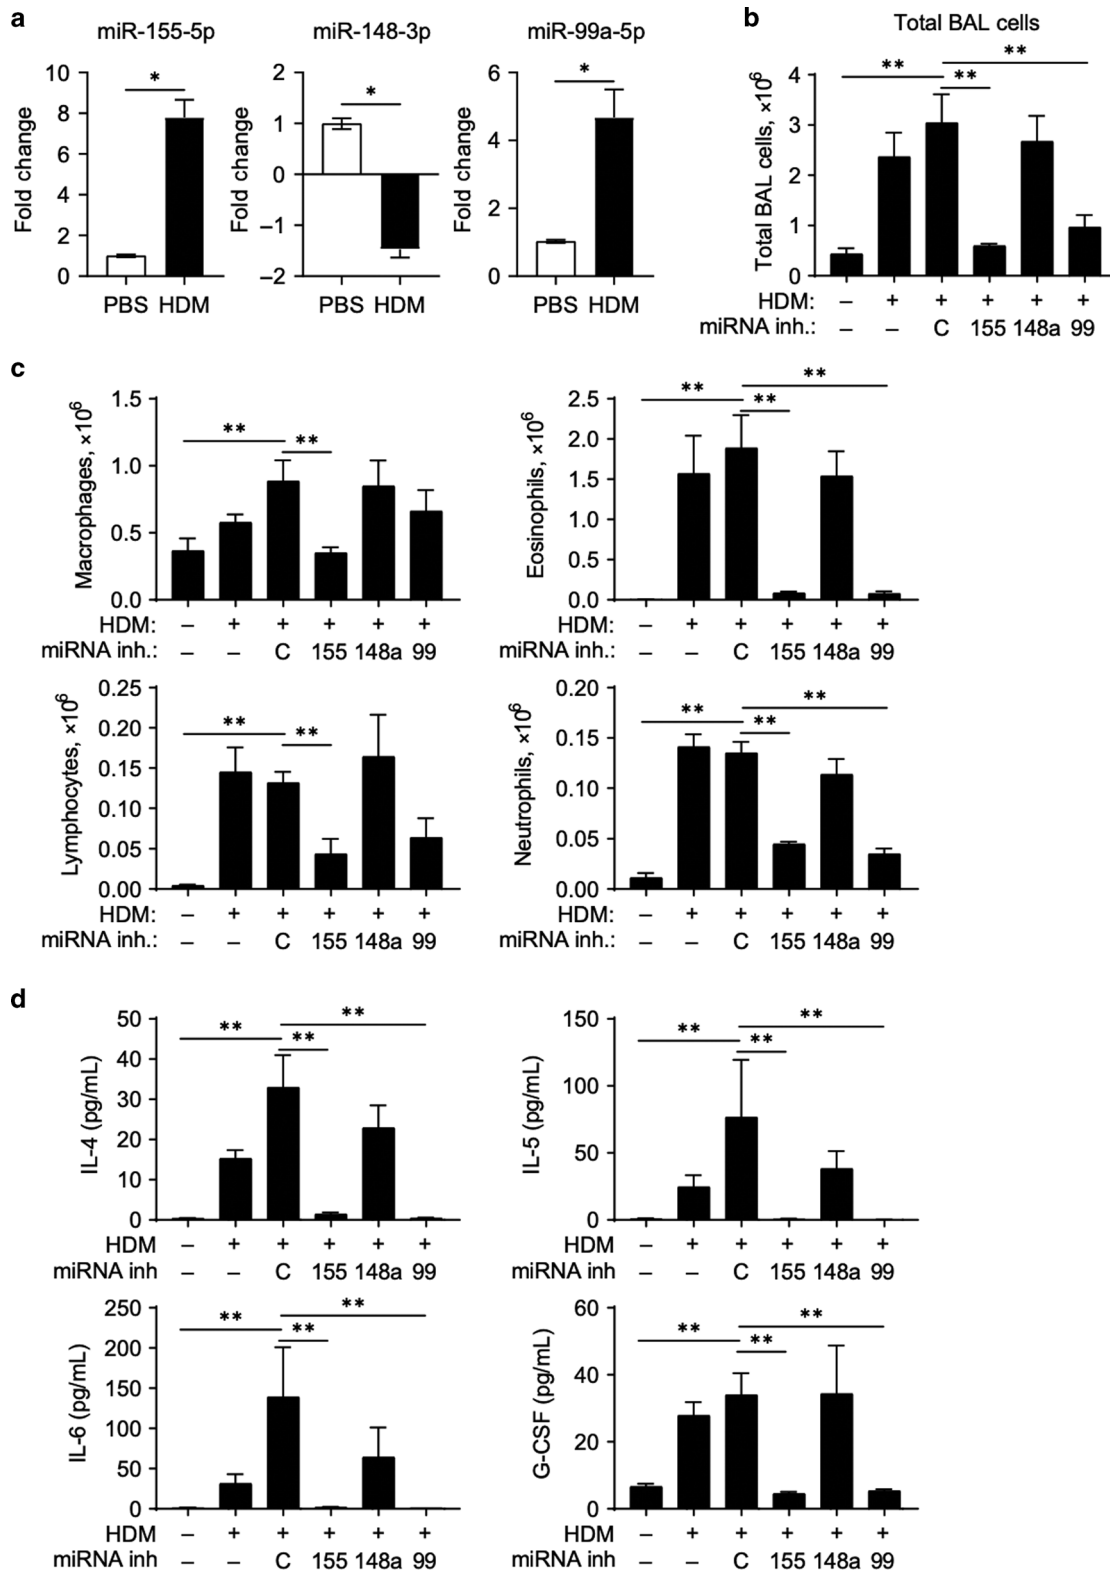 a
miR-155-5p
*
Fold change
10
8
6
4
2
0
PBS HDM
miR-148-3p
*
Fold change
2
1
0
–1
–2
PBS HDM
miR-99a-5p
*
Fold change
6
4
2
0
PBS HDM
b
Total BAL cells
** ** **
Total BAL cells, ×10⁶
4
3
2
1
0
HDM: – + + + + +
miRNA inh.: – – C 155 148a 99
c
** **
Macrophages, ×10⁶
1.5
1.0
0.5
0.0
HDM: – + + + + +
miRNA inh.: – – C 155 148a 99
** ** **
Eosinophils, ×10⁶
2.5
2.0
1.5
1.0
0.5
0.0
HDM: – + + + + +
miRNA inh.: – – C 155 148a 99
** **
Lymphocytes, ×10⁶
0.25
0.20
0.15
0.10
0.05
0.00
HDM: – + + + + +
miRNA inh.: – – C 155 148a 99
** ** **
Neutrophils, ×10⁶
0.20
0.15
0.10
0.05
0.00
HDM: – + + + + +
miRNA inh.: – – C 155 148a 99
d
** ** **
IL-4 (pg/mL)
50
40
30
20
10
0
HDM – + + + + +
miRNA inh – – C 155 148a 99
** ** **
IL-5 (pg/mL)
150
100
50
0
HDM – + + + + +
miRNA inh – – C 155 148a 99
** ** **
IL-6 (pg/mL)
250
200
150
100
50
0
HDM – + + + + +
miRNA inh – – C 155 148a 99
** ** **
G-CSF (pg/mL)
60
40
20
0
HDM – + + + + +
miRNA inh – – C 155 148a 99